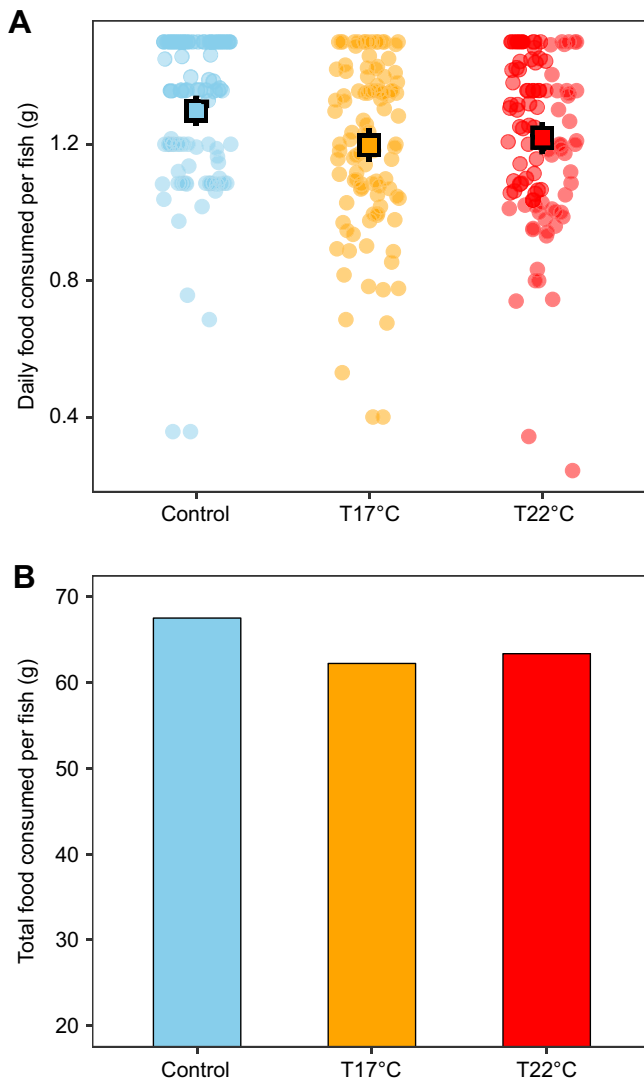 A
Daily food consumed per fish (g)
1.2
0.8
0.4
Control T17°C T22°C
B
Total food consumed per fish (g)
70
60
50
40
30
20
Control T17°C T22°C